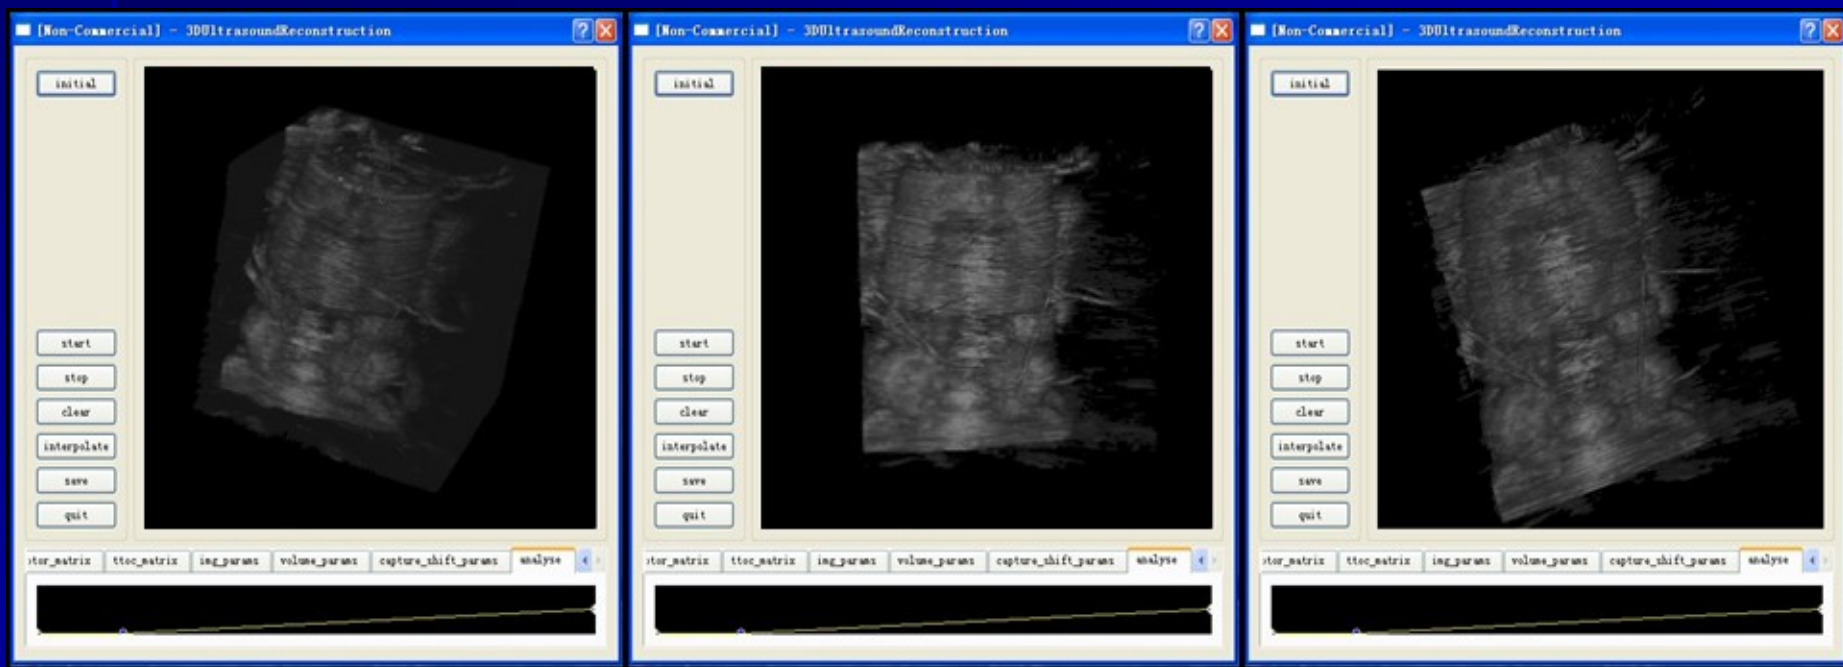 [Non-Commercial] - 3DUltrasoundReconstruction
initial
start
stop
clear
interpolate
save
quit
tor_matrix ttoc_matrix img_params volume_params capture_shift_params analyse
[Non-Commercial] - 3DUltrasoundReconstruction
initial
start
stop
clear
interpolate
save
quit
tor_matrix ttoc_matrix img_params volume_params capture_shift_params analyse
[Non-Commercial] - 3DUltrasoundReconstruction
initial
start
stop
clear
interpolate
save
quit
tor_matrix ttoc_matrix img_params volume_params capture_shift_params analyse